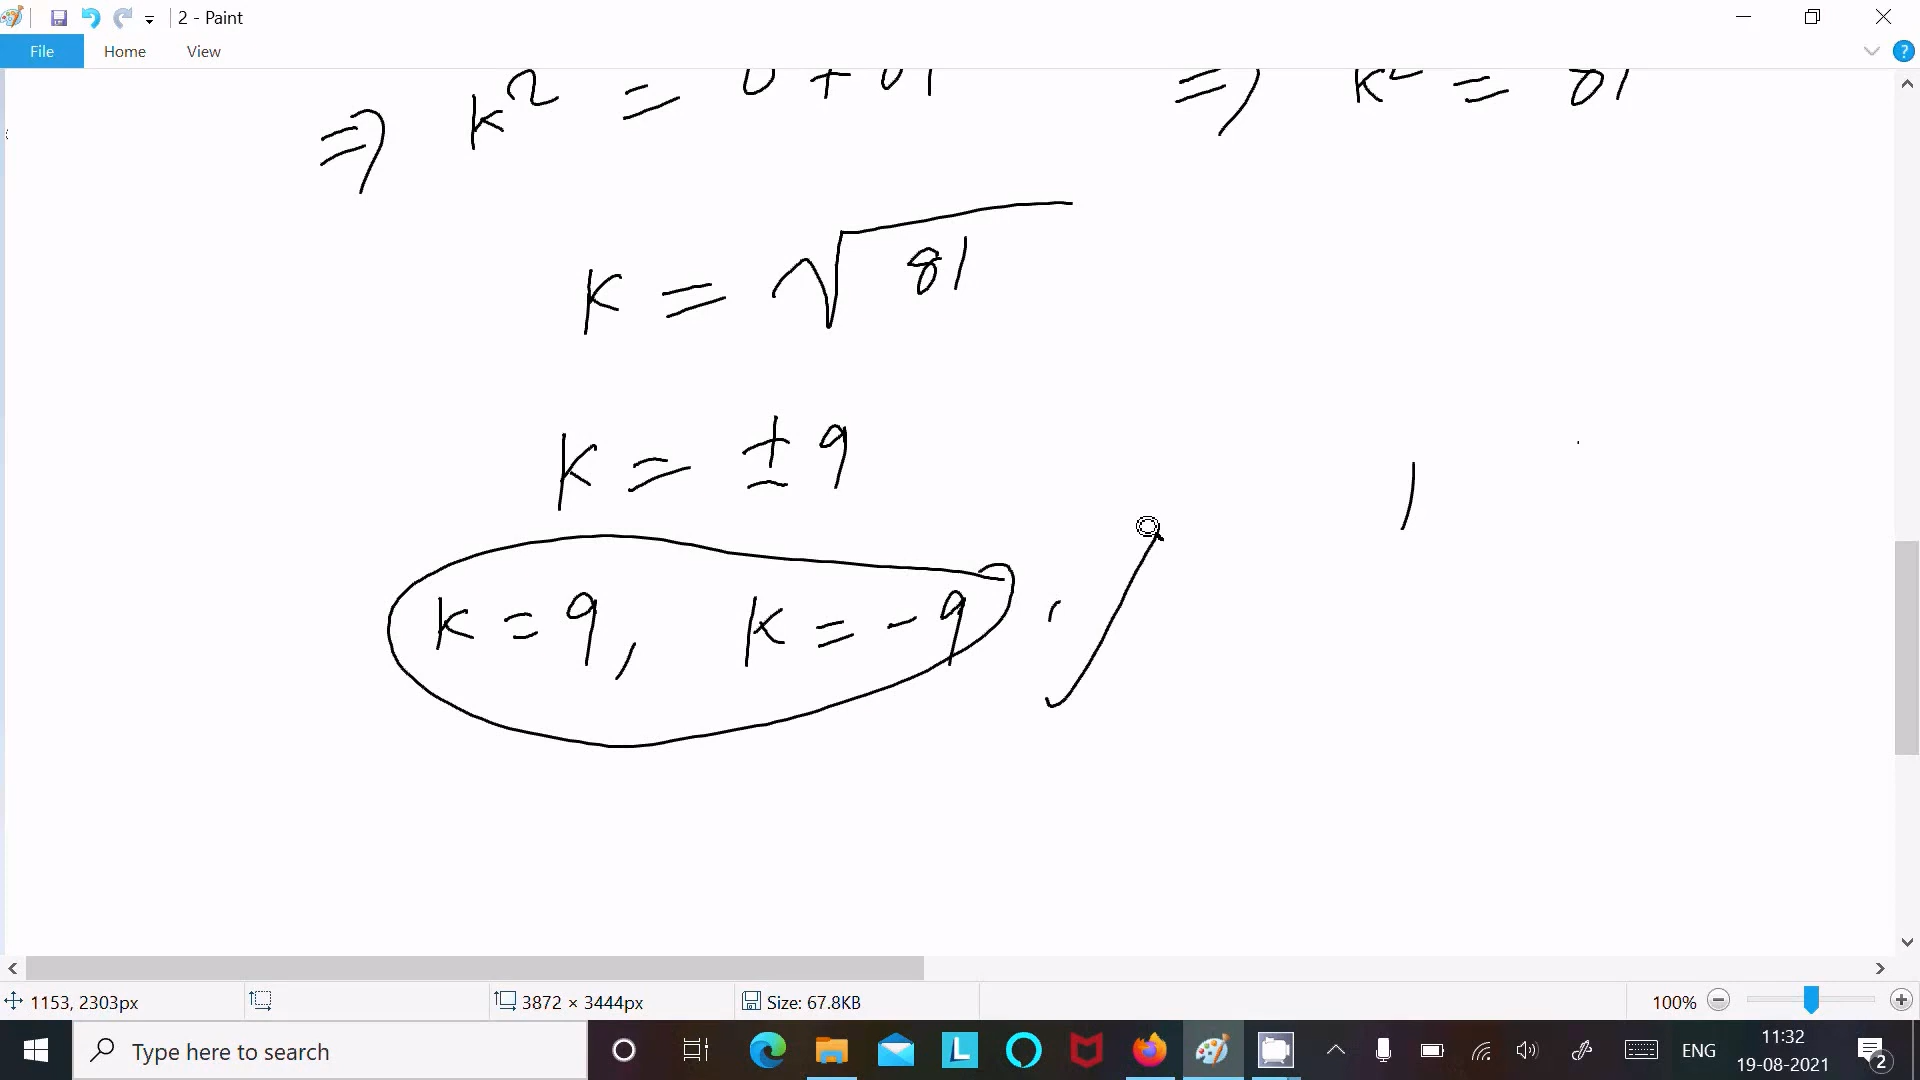 2 - Paint
File Home View
⇒ k² = 0 + 81 ⇒ k² = 81
k = √81
k = ± 9
k = 9, k = - 9
1153, 2303px 3872 × 3444px Size: 67.8KB 100%
Type here to search L ENG 11:32
19-08-2021 2